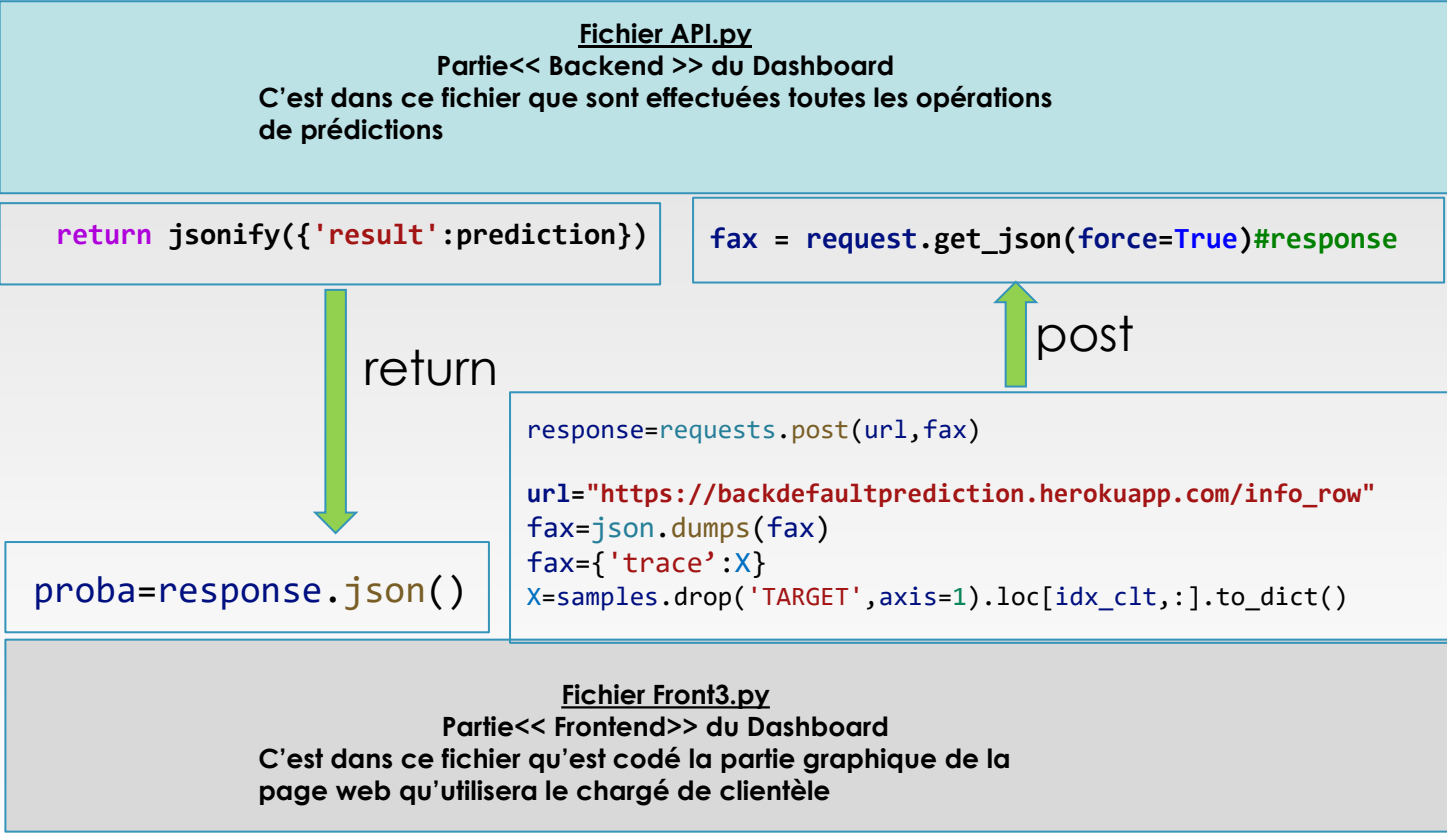 Fichier API.py
Partie<< Backend >> du Dashboard
C’est dans ce fichier que sont effectuées toutes les opérations
de prédictions
return jsonify({'result':prediction})
fax = request.get_json(force=True)#response
return
post
response=requests.post(url,fax)
url="https://backdefaultprediction.herokuapp.com/info_row"
fax=json.dumps(fax)
fax={'trace’:X}
X=samples.drop('TARGET',axis=1).loc[idx_clt,:].to_dict()
proba=response.json()
Fichier Front3.py
Partie<< Frontend>> du Dashboard
C’est dans ce fichier qu’est codé la partie graphique de la
page web qu’utilisera le chargé de clientèle